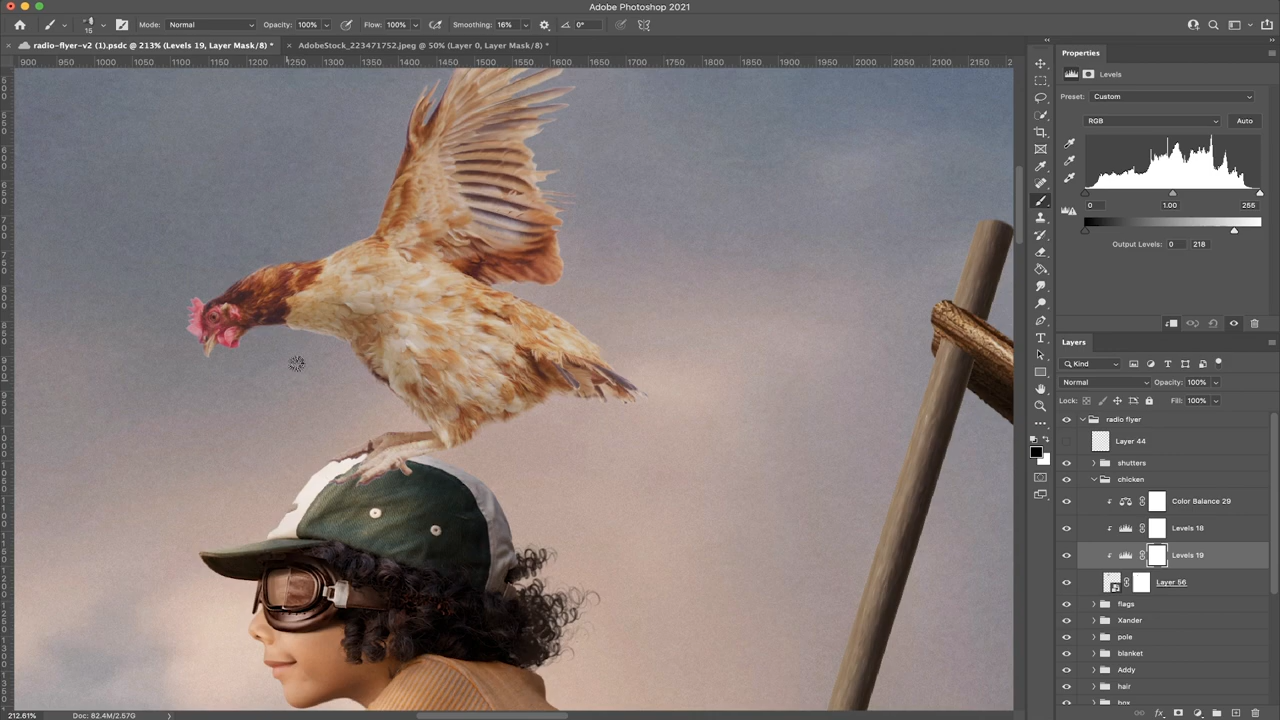 Adobe Photoshop 2021
15 Mode: Normal Opacity: 100% Flow: 100% Smoothing: 16% 0°
radio-flyer-v2 (1).psdc @ 213% (Levels 19, Layer Mask/8) * AdobeStock_223471752.jpeg @ 50% (Layer 0, Layer Mask/8) *
900 950 1000 1050 1100 1150 1200 1250 1300 1350 1400 1450 1500 1550 1600 1650 1700 1750 1800 1850 1900 1950 2000 2050 2100 2150 2
Properties
Levels
Preset: Custom
RGB Auto
0 1.00 255
Output Levels: 0 218
Layers
Kind
Normal Opacity: 100%
Lock: Fill: 100%
radio flyer
Layer 44
shutters
chicken
Color Balance 29
Levels 18
Levels 19
Layer 56
flags
Xander
pole
blanket
Addy
hair
box
212.61% Doc: 82.4M/2.57G